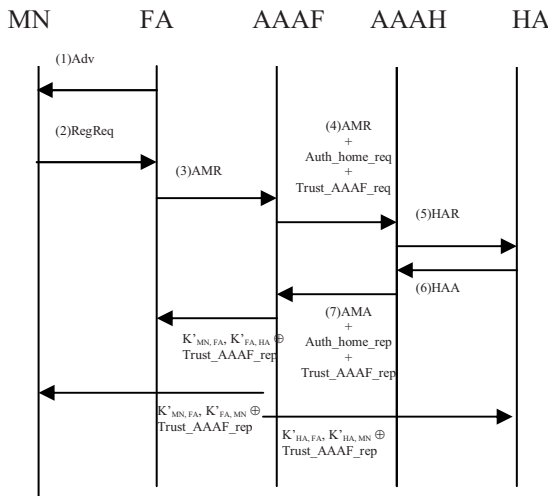 MN FA AAAF AAAH HA
(1)Adv
(2)RegReq
(3)AMR
(4)AMR
+
Auth_home_req
+
Trust_AAAF_req
(5)HAR
(6)HAA
(7)AMA
+
Auth_home_rep
+
Trust_AAAF_rep
K'MN, FA, K'FA, HA ⊕
Trust_AAAF_rep
K'MN, FA, K'FA, MN ⊕
Trust_AAAF_rep
K'HA, FA, K'HA, MN ⊕
Trust_AAAF_rep